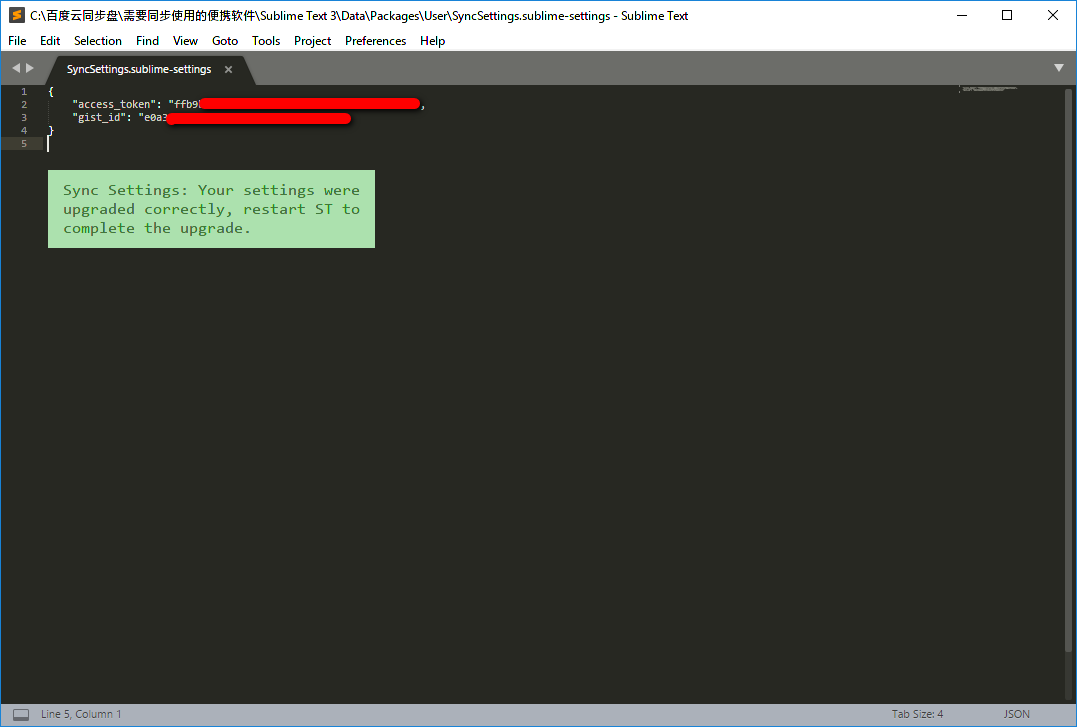 C:\百度云同步盘\需要同步使用的便携软件\Sublime Text 3\Data\Packages\User\SyncSettings.sublime-settings - Sublime Text
File Edit Selection Find View Goto Tools Project Preferences Help
SyncSettings.sublime-settings
1 {
2 "access_token": "ffb9 ,
3 "gist_id": "e0a3
4 }
5
Sync Settings: Your settings were
upgraded correctly, restart ST to
complete the upgrade.
Line 5, Column 1 Tab Size: 4 JSON